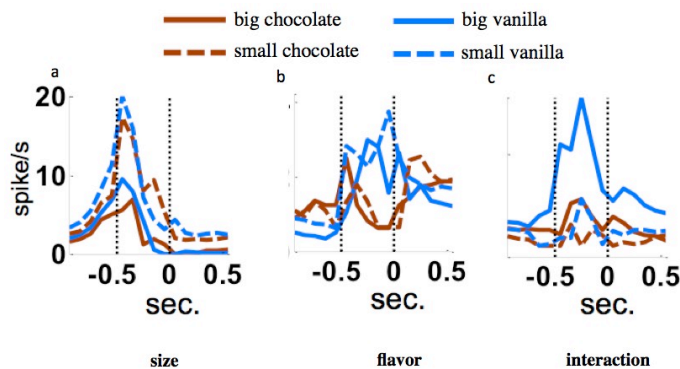 big chocolate
big vanilla
small chocolate
small vanilla
a
b
c
20
10
0
spike/s
-0.5 0 0.5
-0.5 0 0.5
-0.5 0 0.5
sec.
sec.
sec.
size
flavor
interaction